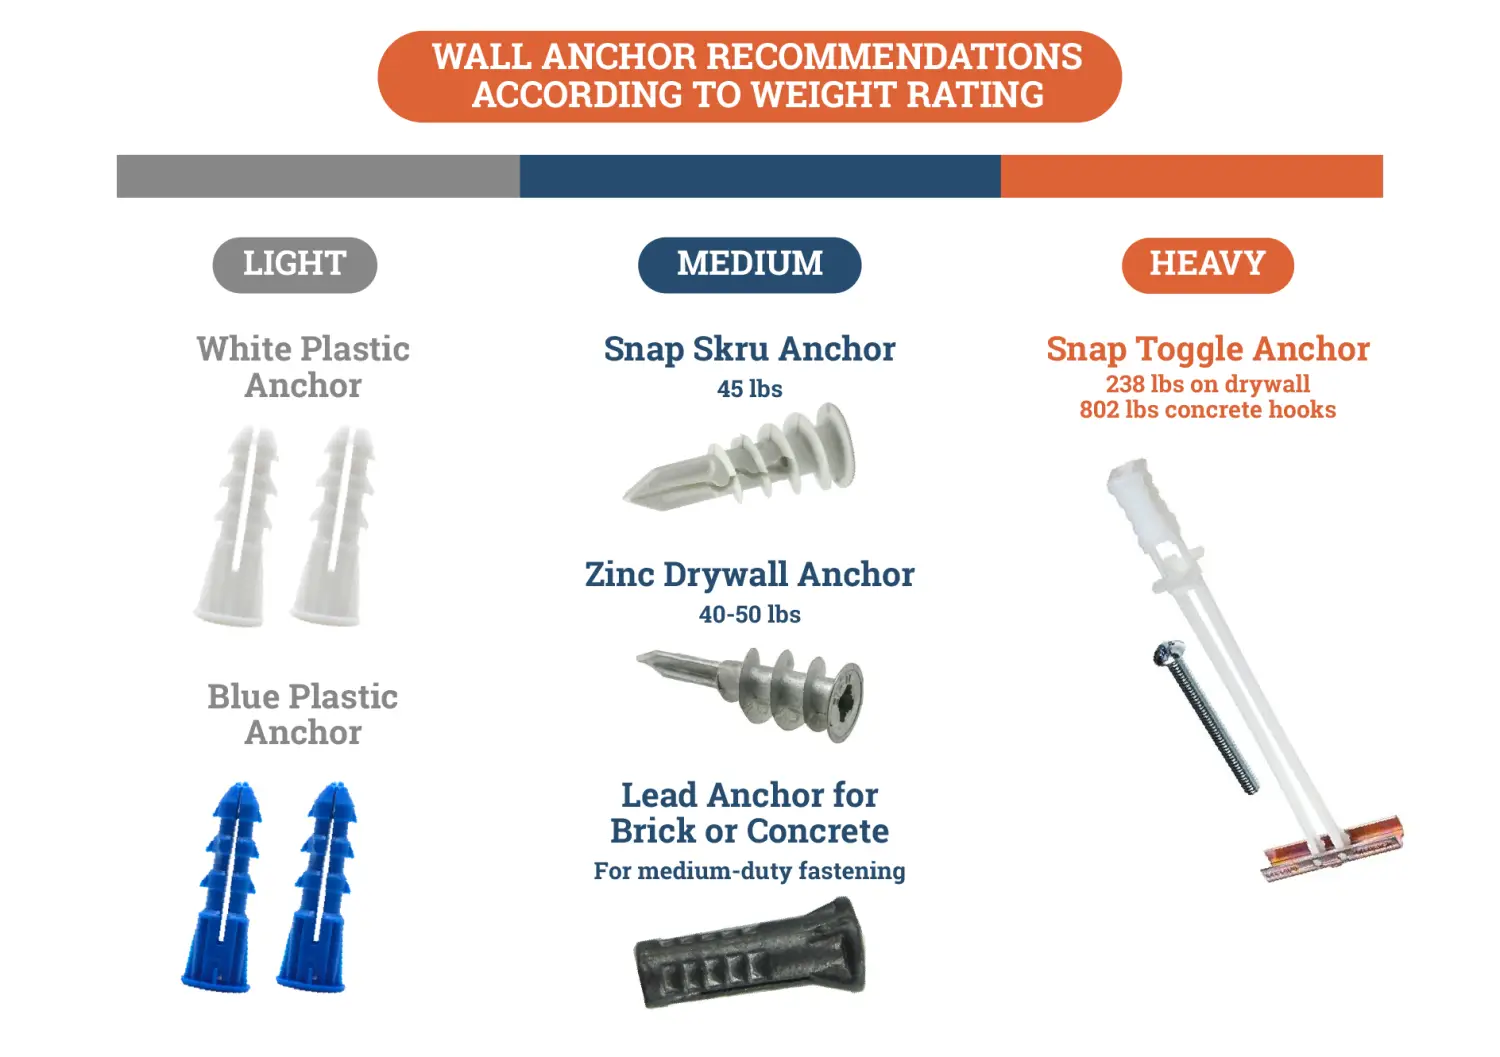 WALL ANCHOR RECOMMENDATIONS
ACCORDING TO WEIGHT RATING
LIGHT
White Plastic
Anchor
Blue Plastic
Anchor
MEDIUM
Snap Skru Anchor
45 lbs
Zinc Drywall Anchor
40-50 lbs
Lead Anchor for
Brick or Concrete
For medium-duty fastening
HEAVY
Snap Toggle Anchor
238 lbs on drywall
802 lbs concrete hooks